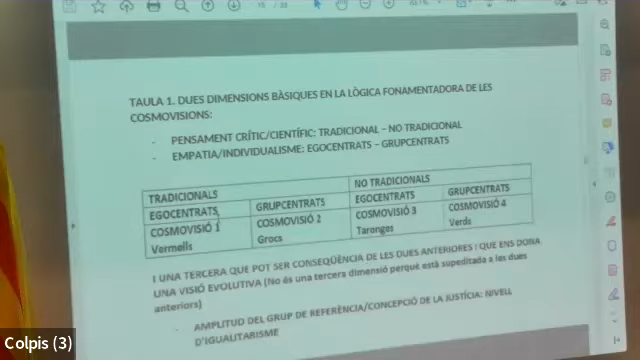 TAULA 1. DUES DIMENSIONS BÀSIQUES EN LA LÒGICA FONAMENTADORA DE LES
COSMOVISIONS:
- PENSAMENT CRÍTIC/CIENTÍFIC: TRADICIONAL – NO TRADICIONAL
- EMPATIA/INDIVIDUALISME: EGOCENTRATS – GRUPCENTRATS
TRADICIONALS NO TRADICIONALS
EGOCENTRATS GRUPCENTRATS EGOCENTRATS GRUPCENTRATS
COSMOVISIÓ 1 COSMOVISIÓ 2 COSMOVISIÓ 3 COSMOVISIÓ 4
Vermells Grocs Taronges Verds
I UNA TERCERA QUE POT SER CONSEQÜÈNCIA DE LES DUES ANTERIORS I QUE ENS DONA
UNA VISIÓ EVOLUTIVA (No és una tercera dimensió perquè està supeditada a les dues
anteriors)
- AMPLITUD DEL GRUP DE REFERÈNCIA/CONCEPCIÓ DE LA JUSTÍCIA: NIVELL
D'IGUALITARISME
Colpis (3)